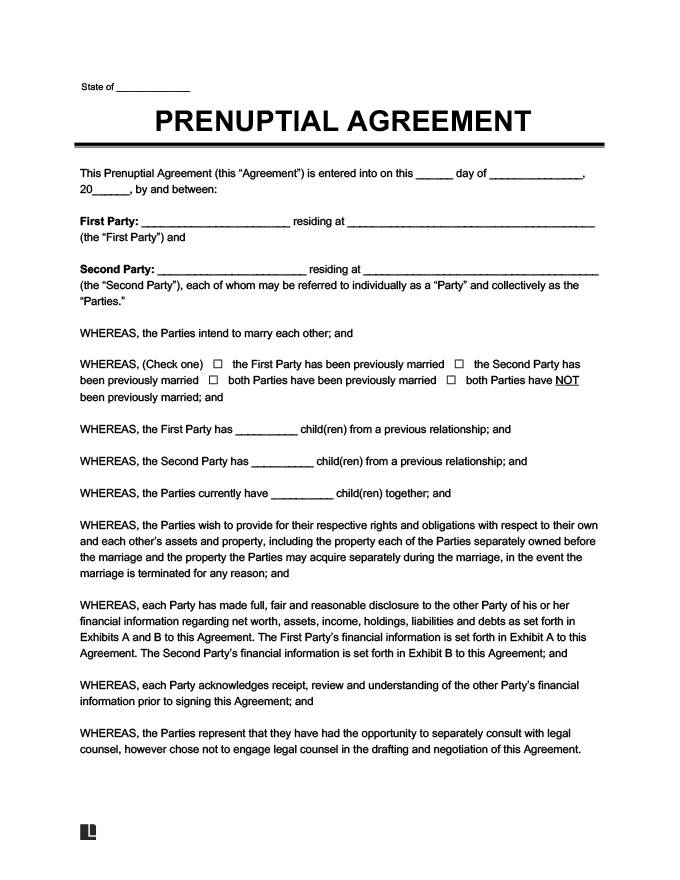 State of ______________
PRENUPTIAL AGREEMENT
This Prenuptial Agreement (this “Agreement”) is entered into on this ______ day of _______________,
20______, by and between:
First Party: ________________________ residing at ________________________________________
(the “First Party”) and
Second Party: ________________________ residing at ______________________________________
(the “Second Party”), each of whom may be referred to individually as a “Party” and collectively as the
“Parties.”
WHEREAS, the Parties intend to marry each other; and
WHEREAS, (Check one) ☐ the First Party has been previously married ☐ the Second Party has
been previously married ☐ both Parties have been previously married ☐ both Parties have NOT
been previously married; and
WHEREAS, the First Party has __________ child(ren) from a previous relationship; and
WHEREAS, the Second Party has __________ child(ren) from a previous relationship; and
WHEREAS, the Parties currently have __________ child(ren) together; and
WHEREAS, the Parties wish to provide for their respective rights and obligations with respect to their own
and each other’s assets and property, including the property each of the Parties separately owned before
the marriage and the property the Parties may acquire separately during the marriage, in the event the
marriage is terminated for any reason; and
WHEREAS, each Party has made full, fair and reasonable disclosure to the other Party of his or her
financial information regarding net worth, assets, income, holdings, liabilities and debts as set forth in
Exhibits A and B to this Agreement. The First Party’s financial information is set forth in Exhibit A to this
Agreement. The Second Party’s financial information is set forth in Exhibit B to this Agreement; and
WHEREAS, each Party acknowledges receipt, review and understanding of the other Party’s financial
information prior to signing this Agreement; and
WHEREAS, the Parties represent that they have had the opportunity to separately consult with legal
counsel, however chose not to engage legal counsel in the drafting and negotiation of this Agreement.